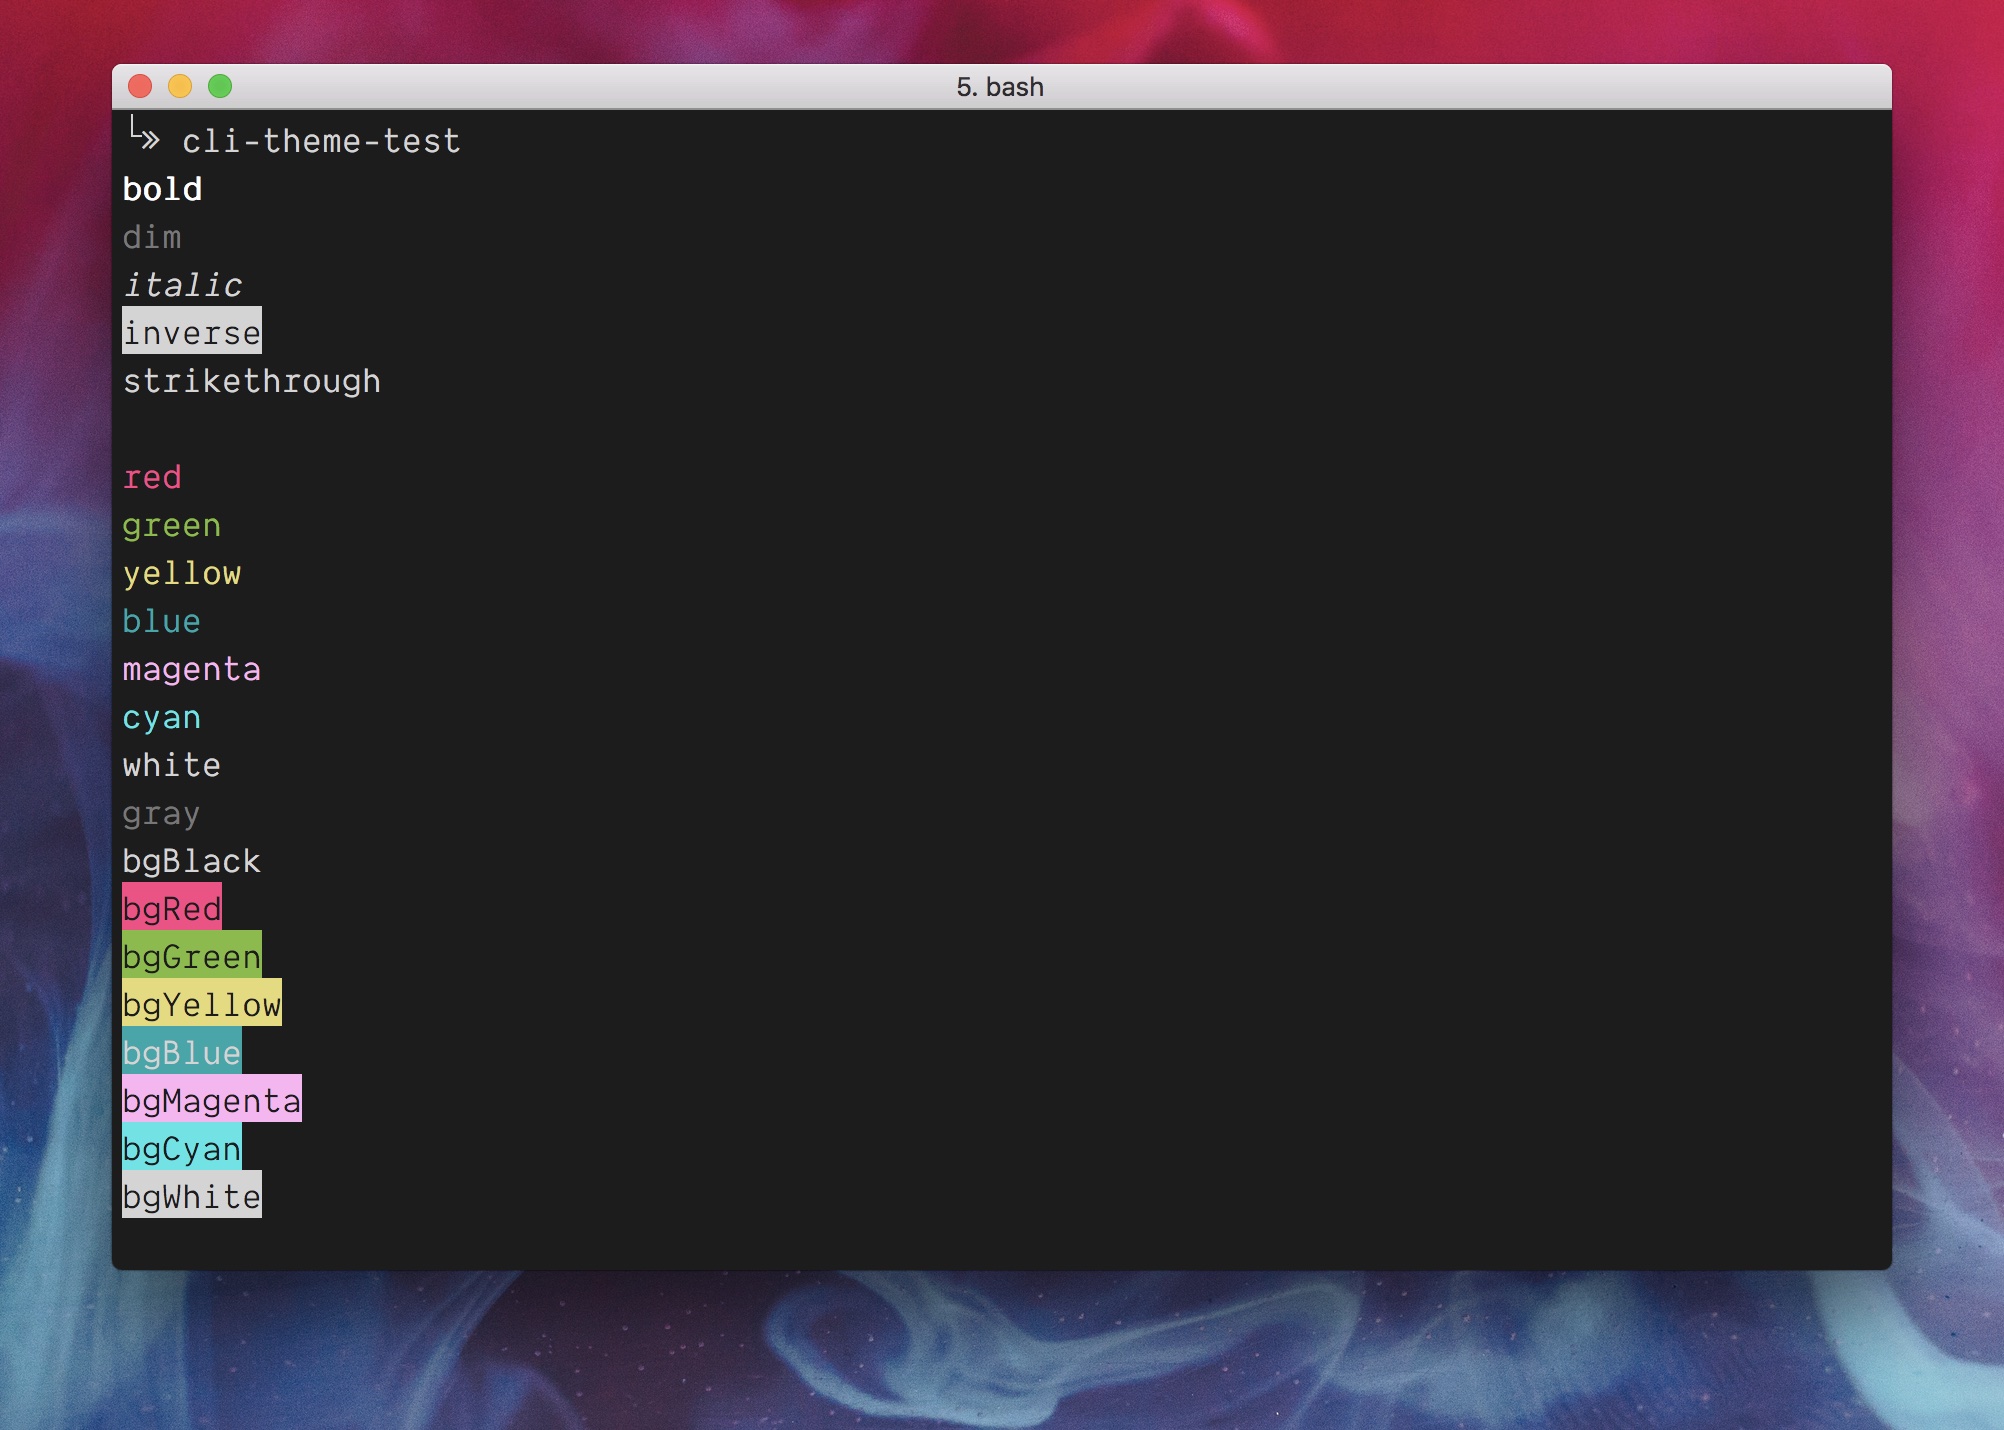 5. bash
└» cli-theme-test
bold
dim
italic
inverse
strikethrough
red
green
yellow
blue
magenta
cyan
white
gray
bgBlack
bgRed
bgGreen
bgYellow
bgBlue
bgMagenta
bgCyan
bgWhite